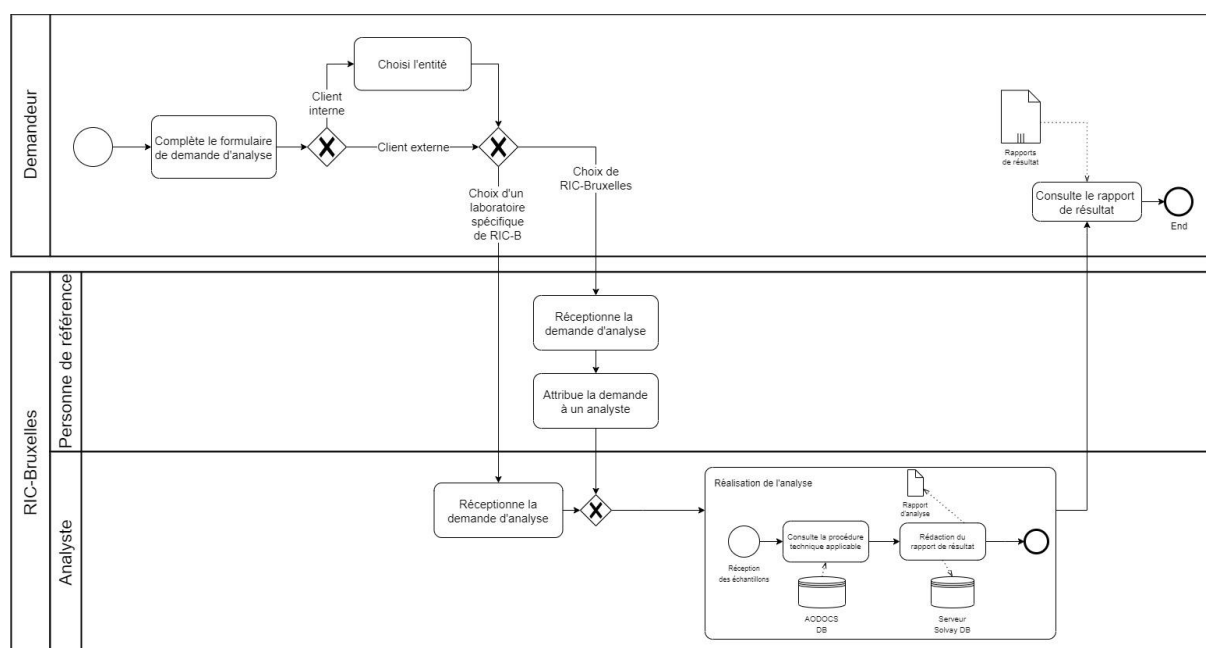 Demandeur
Complète le formulaire
de demande d'analyse
Client
interne
Choisi l'entité
Client externe
Choix d'un
laboratoire
spécifique
de RIC-B
Choix de
RIC-Bruxelles
Rapports
de résultat
Consulte le rapport
de résultat
End
RIC-Bruxelles
Personne de référence
Réceptionne la
demande d'analyse
Attribue la demande
à un analyste
Analyste
Réceptionne la
demande d'analyse
Réalisation de l'analyse
Réception
des échantillons
Consulte la procédure
technique applicable
AODOCS
DB
Rapport
d'analyse
Rédaction du
rapport de résultat
Serveur
Solvay DB